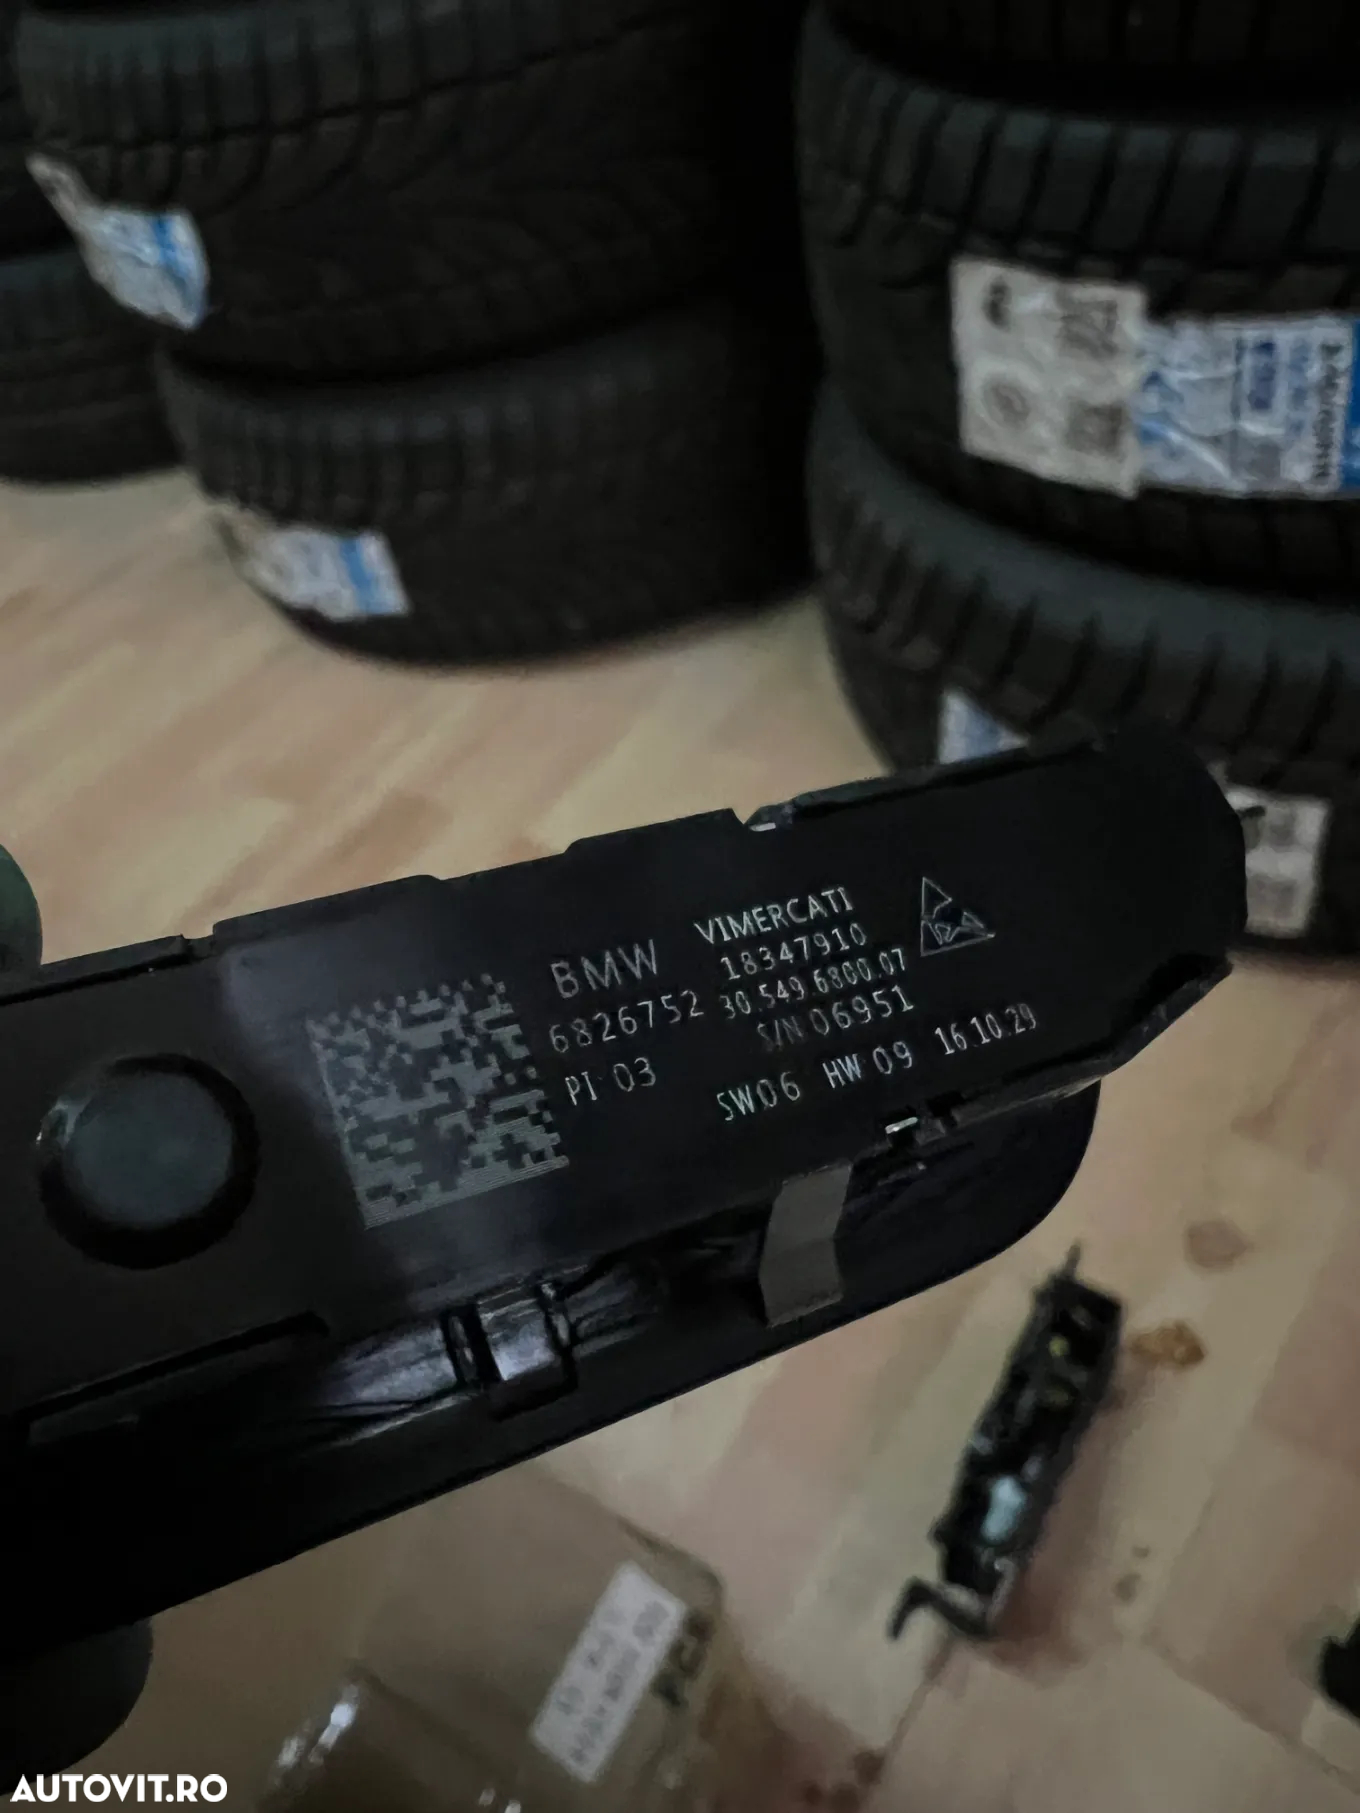 BMW
6826752
PI 03
VIMERCATI
18347910
30.549.6800.07
S/N 06951
SW06 HW 09 16.10.29
AUTOVIT.RO